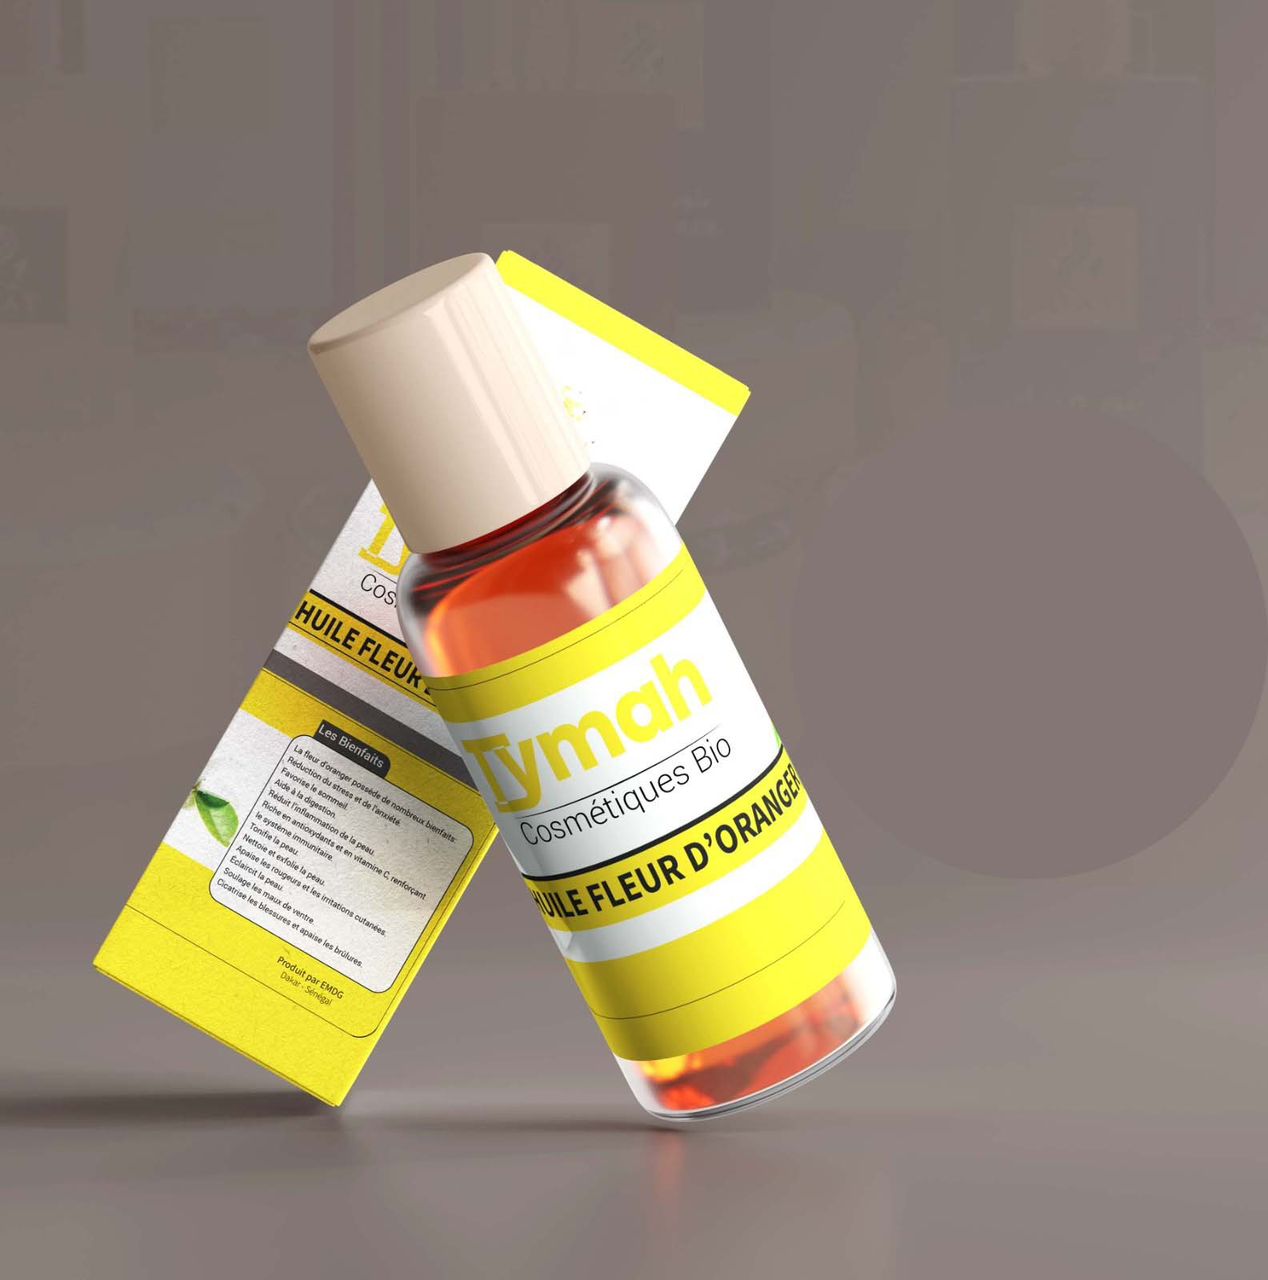 Tymah
Cosmétiques Bio
HUILE FLEUR D'ORANGER
HUILE FLEUR
Les Bienfaits
La fleur d'oranger possède de nombreux bienfaits:
Réduction du stress et de l'anxiété.
Favorise le sommeil.
Aide à la digestion.
Réduit l'inflammation de la peau.
Riche en antioxydants et en vitamine C, renforçant
le système immunitaire.
Tonifie la peau.
Nettoie et exfolie la peau.
Apaise les rougeurs et les irritations cutanées.
Éclaircit la peau.
Soulage les maux de ventre.
Cicatrise les blessures et apaise les brûlures.
Produit par EMDG
Dakar - Sénégal